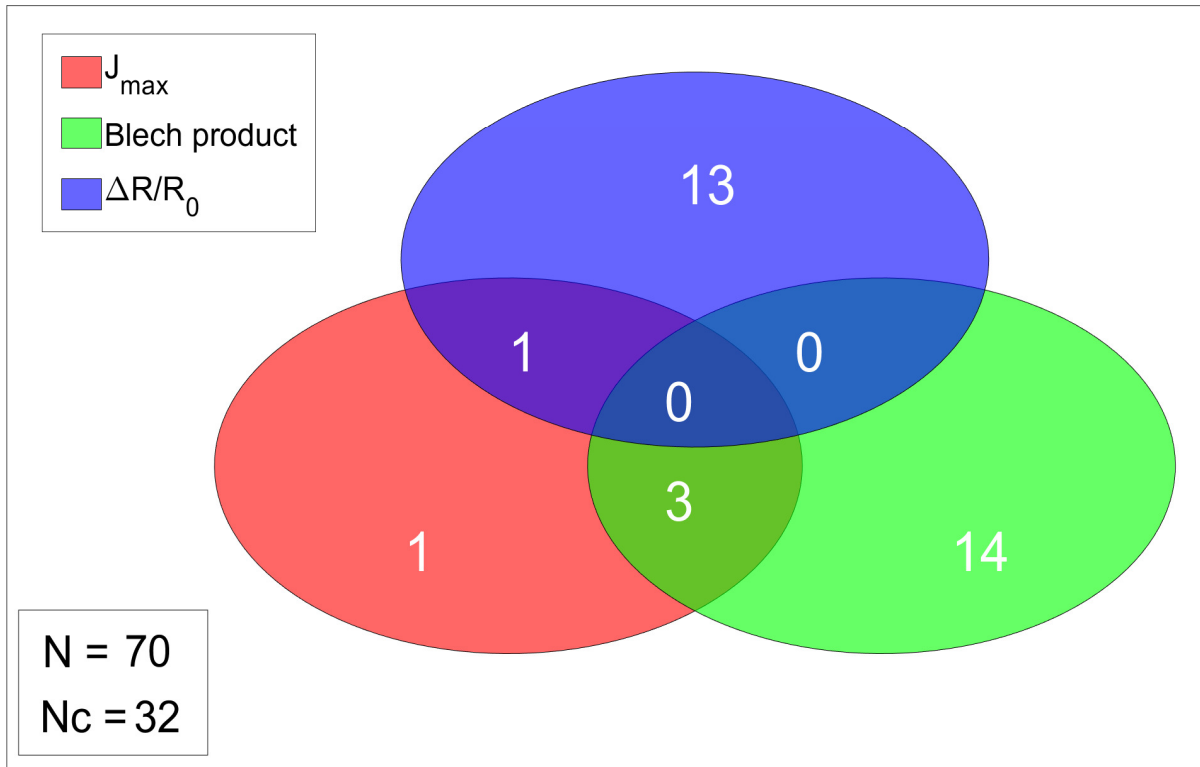 J_max
Blech product
ΔR/R_0
13
1
0
0
3
1
14
N = 70
Nc = 32